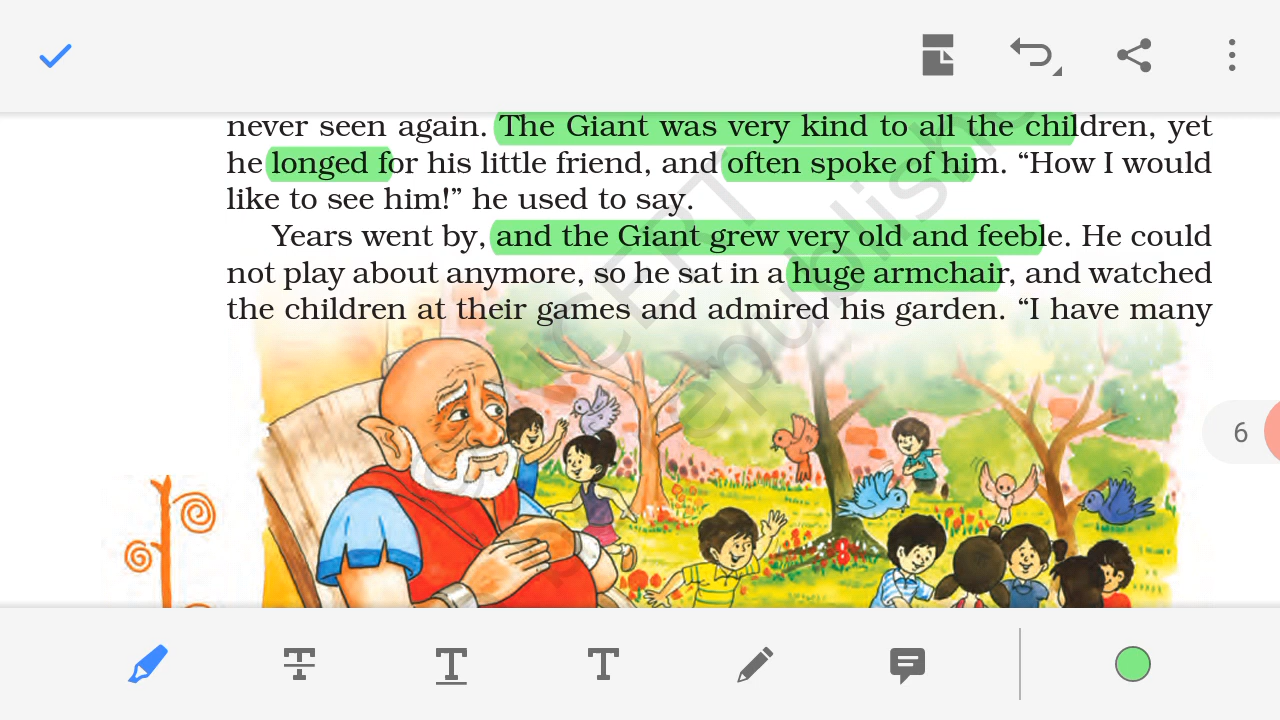 never seen again. The Giant was very kind to all the children, yet
he longed for his little friend, and often spoke of him. “How I would
like to see him!” he used to say.
Years went by, and the Giant grew very old and feeble. He could
not play about anymore, so he sat in a huge armchair, and watched
the children at their games and admired his garden. “I have many
6